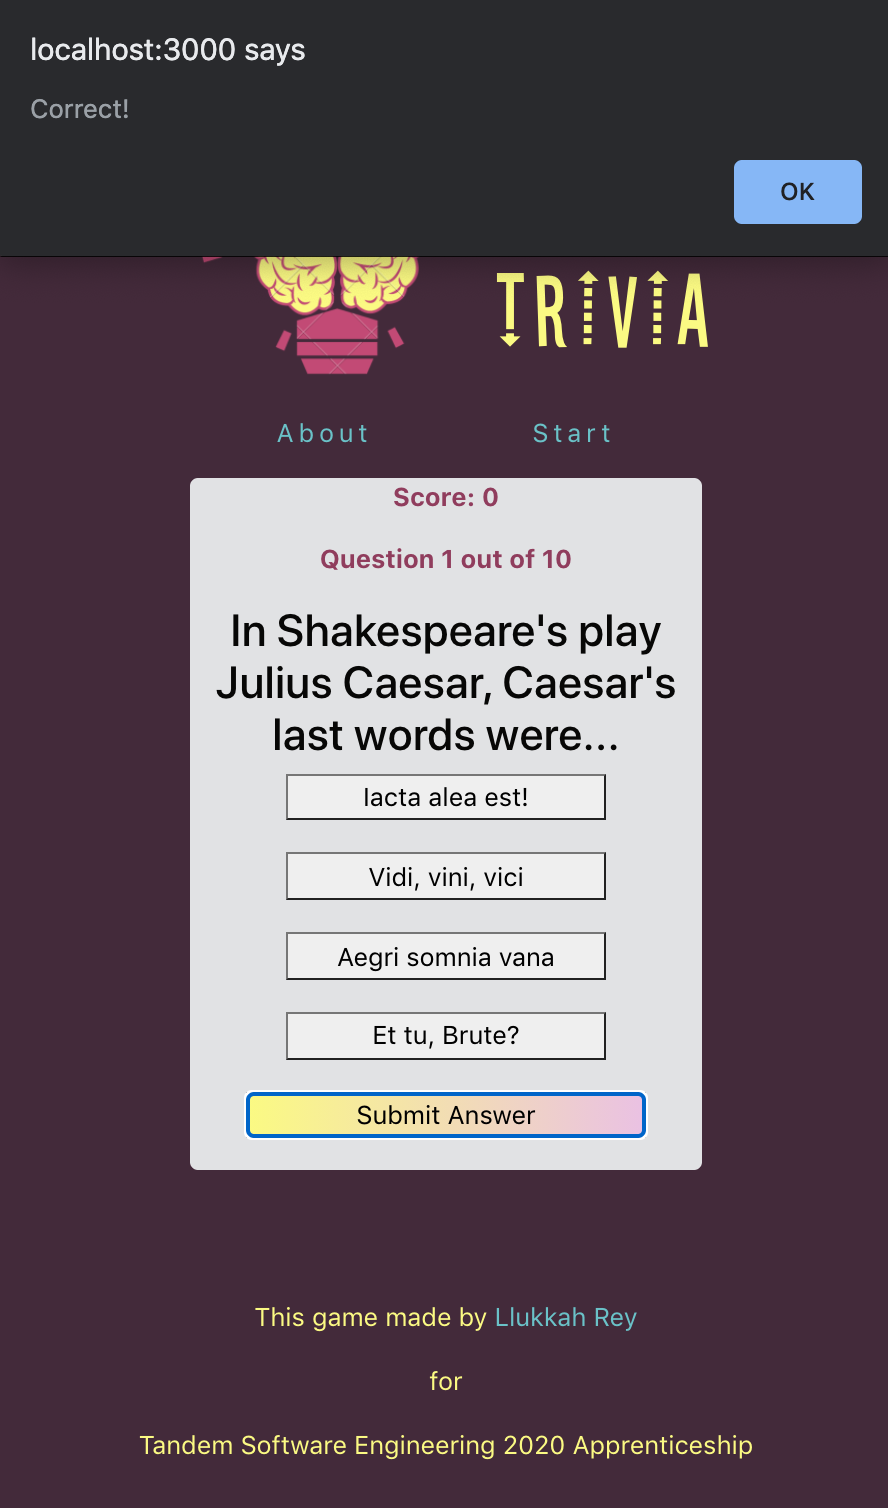 localhost:3000 says
Correct!
OK
TRIVIA
About
Start
Score: 0
Question 1 out of 10
In Shakespeare's play
Julius Caesar, Caesar's
last words were...
Iacta alea est!
Vidi, vini, vici
Aegri somnia vana
Et tu, Brute?
Submit Answer
This game made by Llukkah Rey
for
Tandem Software Engineering 2020 Apprenticeship